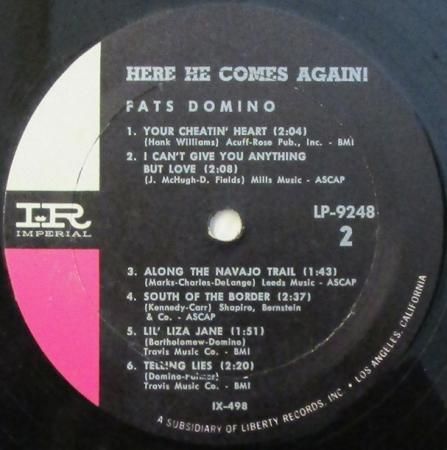 HERE HE COMES AGAIN!
FATS DOMINO
1. YOUR CHEATIN' HEART (2:04)
(Hank Williams) Acuff-Rose Pub., Inc. - BMI
2. I CAN'T GIVE YOU ANYTHING
BUT LOVE (2:08)
(J. McHugh-D. Fields) Mills Music - ASCAP
IR
IMPERIAL
LP-9248
2
3. ALONG THE NAVAJO TRAIL (1:43)
(Marks-Charles-DeLange) Leeds Music - ASCAP
4. SOUTH OF THE BORDER (2:37)
(Kennedy-Carr) Shapiro, Bernstein
& Co. - ASCAP
5. LIL' LIZA JANE (1:51)
(Bartholomew-Domino)
Travis Music Co. - BMI
6. TELLING LIES (2:20)
(Domino-Palmer)
Travis Music Co. - BMI
IX-498
A SUBSIDIARY OF LIBERTY RECORDS, INC. • LOS ANGELES, CALIFORNIA